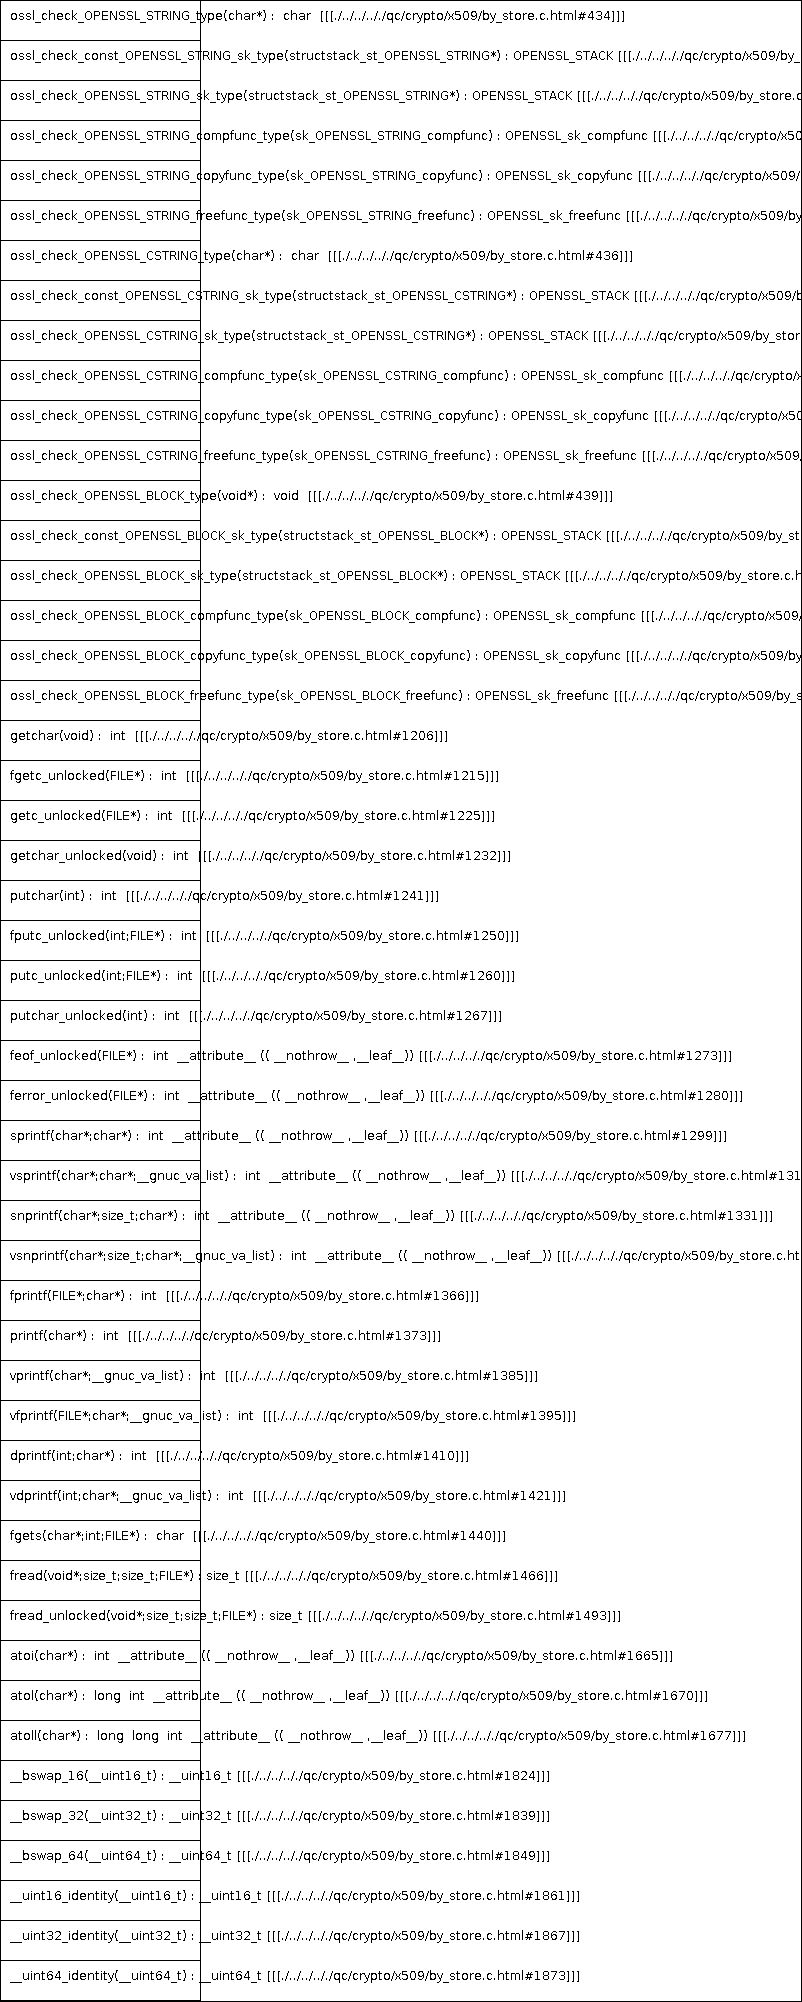 ossl_check_OPENSSL_STRING_type(char*) : char [[[./../../../../qc/crypto/x509/by_store.c.html#434]]]
ossl_check_const_OPENSSL_STRING_sk_type(structstack_st_OPENSSL_STRING*) : OPENSSL_STACK [[[./../../../../qc/crypto/x509/by_
ossl_check_OPENSSL_STRING_sk_type(structstack_st_OPENSSL_STRING*) : OPENSSL_STACK [[[./../../../../qc/crypto/x509/by_store.c
ossl_check_OPENSSL_STRING_compfunc_type(sk_OPENSSL_STRING_compfunc) : OPENSSL_sk_compfunc [[[./../../../../qc/crypto/x50
ossl_check_OPENSSL_STRING_copyfunc_type(sk_OPENSSL_STRING_copyfunc) : OPENSSL_sk_copyfunc [[[./../../../../qc/crypto/x509/
ossl_check_OPENSSL_STRING_freefunc_type(sk_OPENSSL_STRING_freefunc) : OPENSSL_sk_freefunc [[[./../../../../qc/crypto/x509/by
ossl_check_OPENSSL_CSTRING_type(char*) : char [[[./../../../../qc/crypto/x509/by_store.c.html#436]]]
ossl_check_const_OPENSSL_CSTRING_sk_type(structstack_st_OPENSSL_CSTRING*) : OPENSSL_STACK [[[./../../../../qc/crypto/x509/b
ossl_check_OPENSSL_CSTRING_sk_type(structstack_st_OPENSSL_CSTRING*) : OPENSSL_STACK [[[./../../../../qc/crypto/x509/by_stor
ossl_check_OPENSSL_CSTRING_compfunc_type(sk_OPENSSL_CSTRING_compfunc) : OPENSSL_sk_compfunc [[[./../../../../qc/crypto/x
ossl_check_OPENSSL_CSTRING_copyfunc_type(sk_OPENSSL_CSTRING_copyfunc) : OPENSSL_sk_copyfunc [[[./../../../../qc/crypto/x50
ossl_check_OPENSSL_CSTRING_freefunc_type(sk_OPENSSL_CSTRING_freefunc) : OPENSSL_sk_freefunc [[[./../../../../qc/crypto/x509/
ossl_check_OPENSSL_BLOCK_type(void*) : void [[[./../../../../qc/crypto/x509/by_store.c.html#439]]]
ossl_check_const_OPENSSL_BLOCK_sk_type(structstack_st_OPENSSL_BLOCK*) : OPENSSL_STACK [[[./../../../../qc/crypto/x509/by_st
ossl_check_OPENSSL_BLOCK_sk_type(structstack_st_OPENSSL_BLOCK*) : OPENSSL_STACK [[[./../../../../qc/crypto/x509/by_store.c.h
ossl_check_OPENSSL_BLOCK_compfunc_type(sk_OPENSSL_BLOCK_compfunc) : OPENSSL_sk_compfunc [[[./../../../../qc/crypto/x509/
ossl_check_OPENSSL_BLOCK_copyfunc_type(sk_OPENSSL_BLOCK_copyfunc) : OPENSSL_sk_copyfunc [[[./../../../../qc/crypto/x509/by
ossl_check_OPENSSL_BLOCK_freefunc_type(sk_OPENSSL_BLOCK_freefunc) : OPENSSL_sk_freefunc [[[./../../../../qc/crypto/x509/by_s
getchar(void) : int [[[./../../../../qc/crypto/x509/by_store.c.html#1206]]]
fgetc_unlocked(FILE*) : int [[[./../../../../qc/crypto/x509/by_store.c.html#1215]]]
getc_unlocked(FILE*) : int [[[./../../../../qc/crypto/x509/by_store.c.html#1225]]]
getchar_unlocked(void) : int [[[./../../../../qc/crypto/x509/by_store.c.html#1232]]]
putchar(int) : int [[[./../../../../qc/crypto/x509/by_store.c.html#1241]]]
fputc_unlocked(int;FILE*) : int [[[./../../../../qc/crypto/x509/by_store.c.html#1250]]]
putc_unlocked(int;FILE*) : int [[[./../../../../qc/crypto/x509/by_store.c.html#1260]]]
putchar_unlocked(int) : int [[[./../../../../qc/crypto/x509/by_store.c.html#1267]]]
feof_unlocked(FILE*) : int __attribute__ (( __nothrow__ ,__leaf__)) [[[./../../../../qc/crypto/x509/by_store.c.html#1273]]]
ferror_unlocked(FILE*) : int __attribute__ (( __nothrow__ ,__leaf__)) [[[./../../../../qc/crypto/x509/by_store.c.html#1280]]]
sprintf(char*;char*) : int __attribute__ (( __nothrow__ ,__leaf__)) [[[./../../../../qc/crypto/x509/by_store.c.html#1299]]]
vsprintf(char*;char*;__gnuc_va_list) : int __attribute__ (( __nothrow__ ,__leaf__)) [[[./../../../../qc/crypto/x509/by_store.c.html#131
snprintf(char*;size_t;char*) : int __attribute__ (( __nothrow__ ,__leaf__)) [[[./../../../../qc/crypto/x509/by_store.c.html#1331]]]
vsnprintf(char*;size_t;char*;__gnuc_va_list) : int __attribute__ (( __nothrow__ ,__leaf__)) [[[./../../../../qc/crypto/x509/by_store.c.ht
fprintf(FILE*;char*) : int [[[./../../../../qc/crypto/x509/by_store.c.html#1366]]]
printf(char*) : int [[[./../../../../qc/crypto/x509/by_store.c.html#1373]]]
vprintf(char*;__gnuc_va_list) : int [[[./../../../../qc/crypto/x509/by_store.c.html#1385]]]
vfprintf(FILE*;char*;__gnuc_va_list) : int [[[./../../../../qc/crypto/x509/by_store.c.html#1395]]]
dprintf(int;char*) : int [[[./../../../../qc/crypto/x509/by_store.c.html#1410]]]
vdprintf(int;char*;__gnuc_va_list) : int [[[./../../../../qc/crypto/x509/by_store.c.html#1421]]]
fgets(char*;int;FILE*) : char [[[./../../../../qc/crypto/x509/by_store.c.html#1440]]]
fread(void*;size_t;size_t;FILE*) : size_t [[[./../../../../qc/crypto/x509/by_store.c.html#1466]]]
fread_unlocked(void*;size_t;size_t;FILE*) : size_t [[[./../../../../qc/crypto/x509/by_store.c.html#1493]]]
atoi(char*) : int __attribute__ (( __nothrow__ ,__leaf__)) [[[./../../../../qc/crypto/x509/by_store.c.html#1665]]]
atol(char*) : long int __attribute__ (( __nothrow__ ,__leaf__)) [[[./../../../../qc/crypto/x509/by_store.c.html#1670]]]
atoll(char*) : long long int __attribute__ (( __nothrow__ ,__leaf__)) [[[./../../../../qc/crypto/x509/by_store.c.html#1677]]]
__bswap_16(__uint16_t) : __uint16_t [[[./../../../../qc/crypto/x509/by_store.c.html#1824]]]
__bswap_32(__uint32_t) : __uint32_t [[[./../../../../qc/crypto/x509/by_store.c.html#1839]]]
__bswap_64(__uint64_t) : __uint64_t [[[./../../../../qc/crypto/x509/by_store.c.html#1849]]]
__uint16_identity(__uint16_t) : __uint16_t [[[./../../../../qc/crypto/x509/by_store.c.html#1861]]]
__uint32_identity(__uint32_t) : __uint32_t [[[./../../../../qc/crypto/x509/by_store.c.html#1867]]]
__uint64_identity(__uint64_t) : __uint64_t [[[./../../../../qc/crypto/x509/by_store.c.html#1873]]]